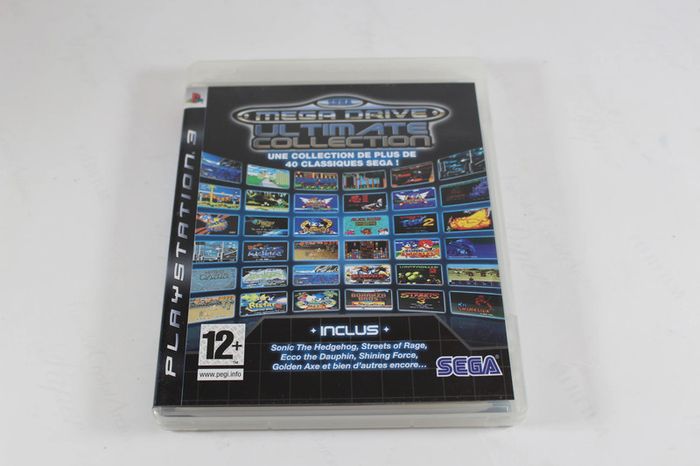 SEGA
MEGA DRIVE
ULTIMATE
COLLECTION
UNE COLLECTION DE PLUS DE
40 CLASSIQUES SEGA !
PLAYSTATION 3
INCLUS
Sonic The Hedgehog, Streets of Rage,
Ecco the Dauphin, Shining Force,
Golden Axe et bien d'autres encore...
12+
www.pegi.info
SEGA